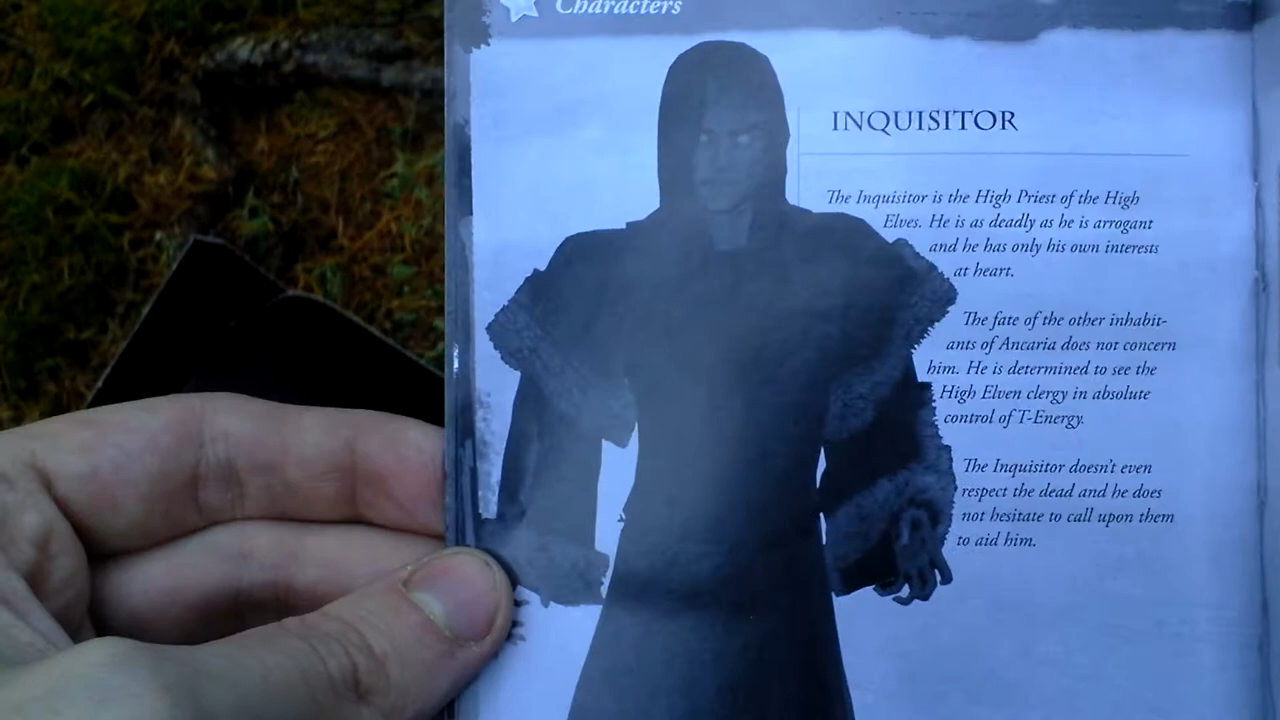 Characters
INQUISITOR
The Inquisitor is the High Priest of the High
Elves. He is as deadly as he is arrogant
and he has only his own interests
at heart.
The fate of the other inhabit-
ants of Ancaria does not concern
him. He is determined to see the
High Elven clergy in absolute
control of T-Energy.
The Inquisitor doesn't even
respect the dead and he does
not hesitate to call upon them
to aid him.